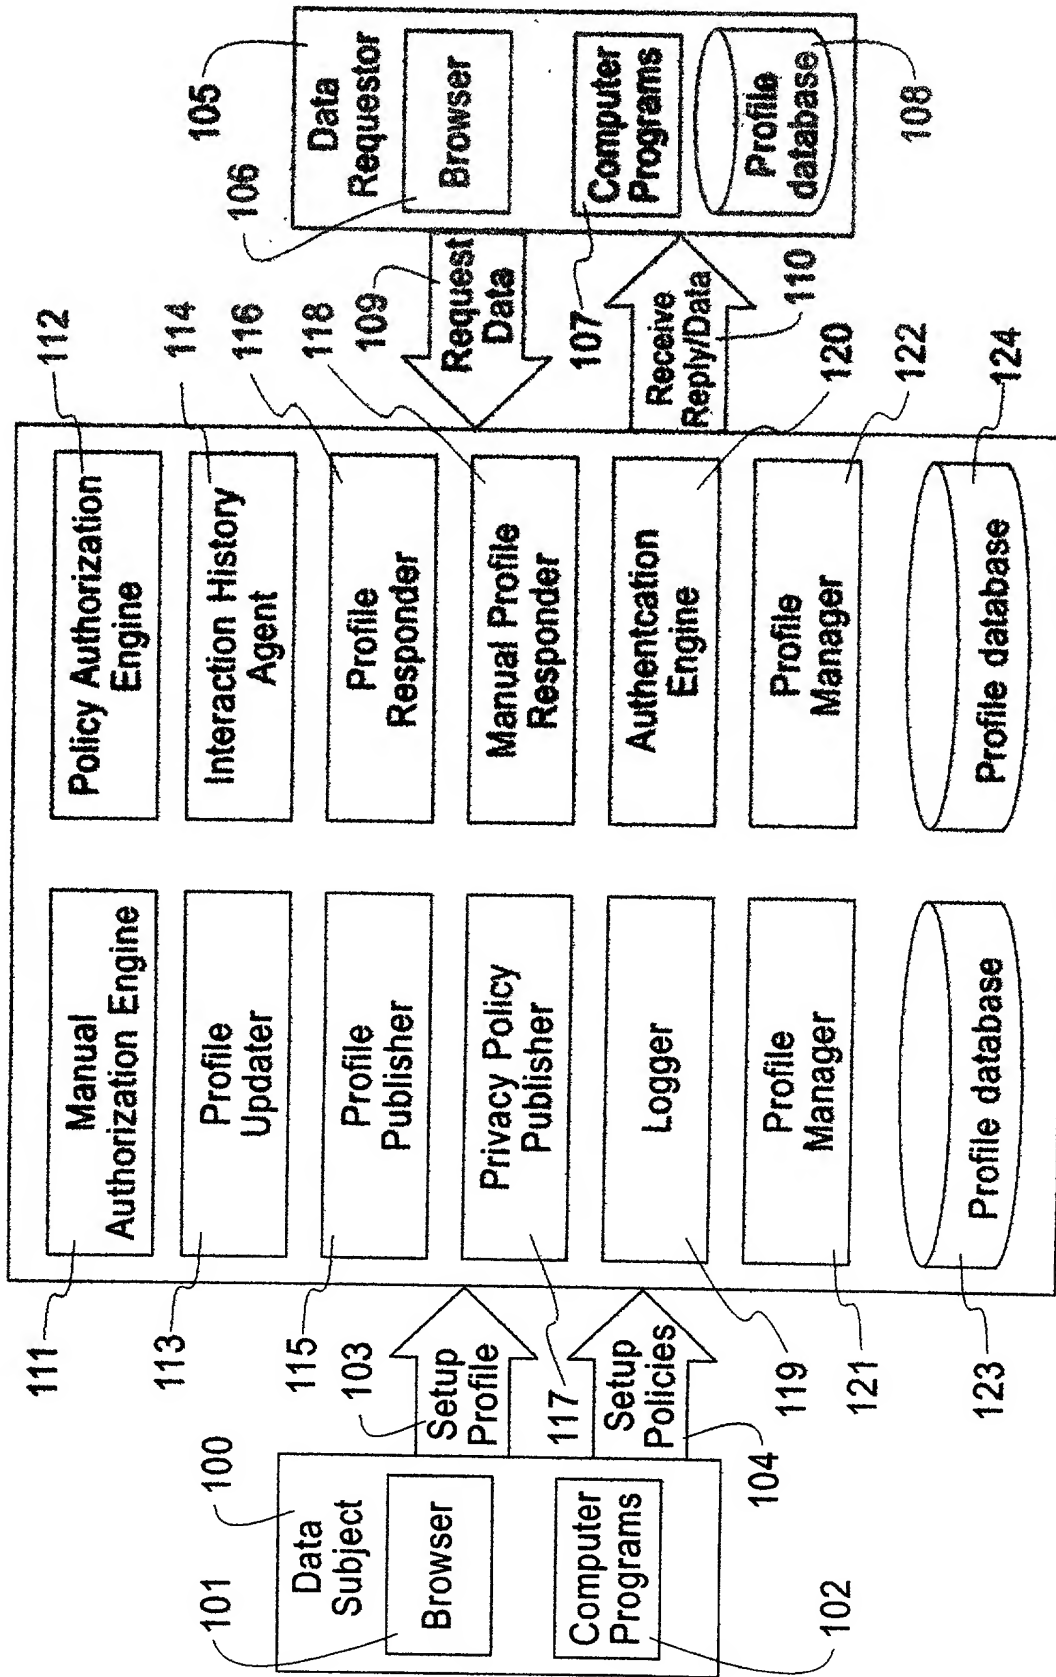 100
Data
Subject
101
Browser
Computer
Programs
102
103
Setup
Profile
117
Setup
Policies
104
111
Manual
Authorization Engine
113
Profile
Updater
115
Profile
Publisher
Privacy Policy
Publisher
119
Logger
121
Profile
Manager
123
Profile database
112
Policy Authorization
Engine
114
Interaction History
Agent
116
Profile
Responder
118
Manual Profile
Responder
120
Authentcation
Engine
122
Profile
Manager
124
Profile database
109
Request
Data
107
Receive
Reply/Data
110
105
Data
Requestor
106
Browser
Computer
Programs
Profile
database
108